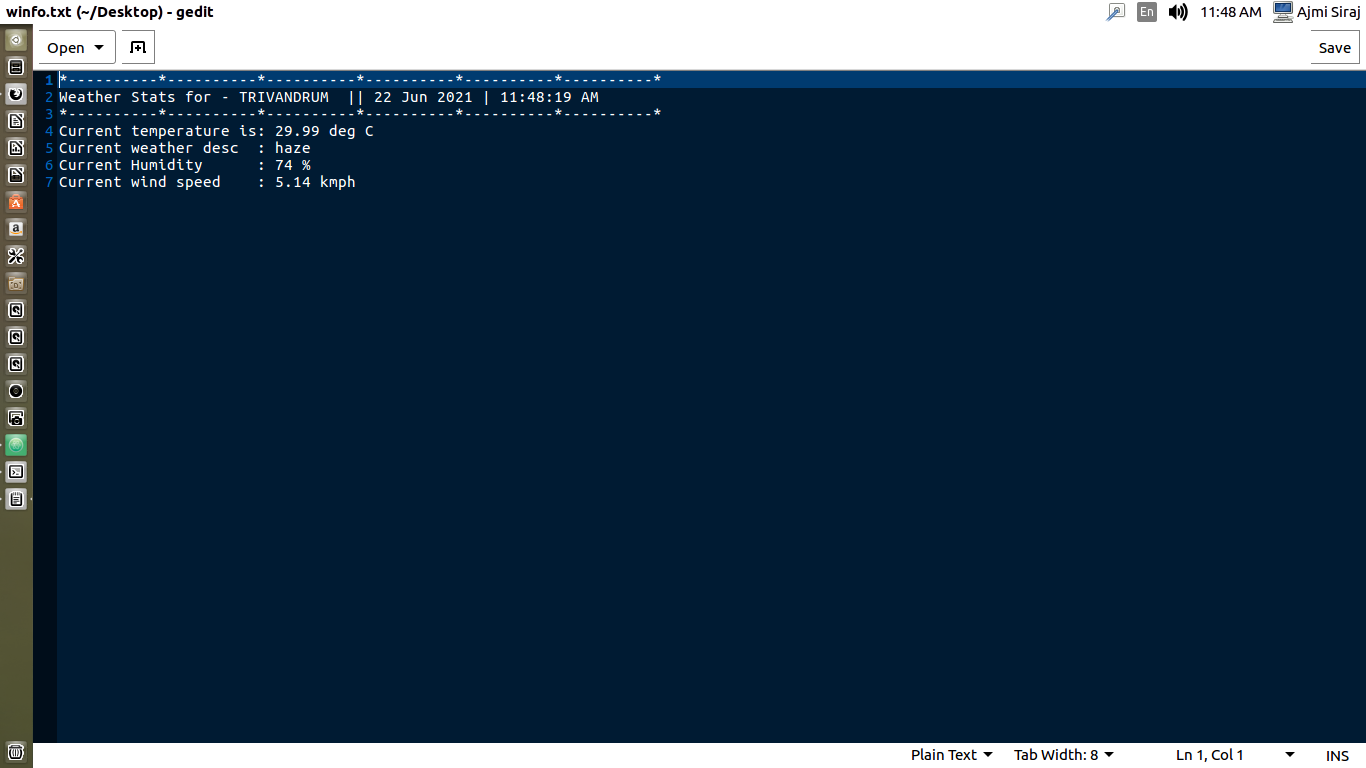 winfo.txt (~/Desktop) - gedit
En 11:48 AM Ajmi Siraj
Open Save
1 *----------*----------*----------*----------*----------*----------*
2 Weather Stats for - TRIVANDRUM  || 22 Jun 2021 | 11:48:19 AM
3 *----------*----------*----------*----------*----------*----------*
4 Current temperature is: 29.99 deg C
5 Current weather desc  : haze
6 Current Humidity      : 74 %
7 Current wind speed    : 5.14 kmph
Plain Text Tab Width: 8 Ln 1, Col 1 INS